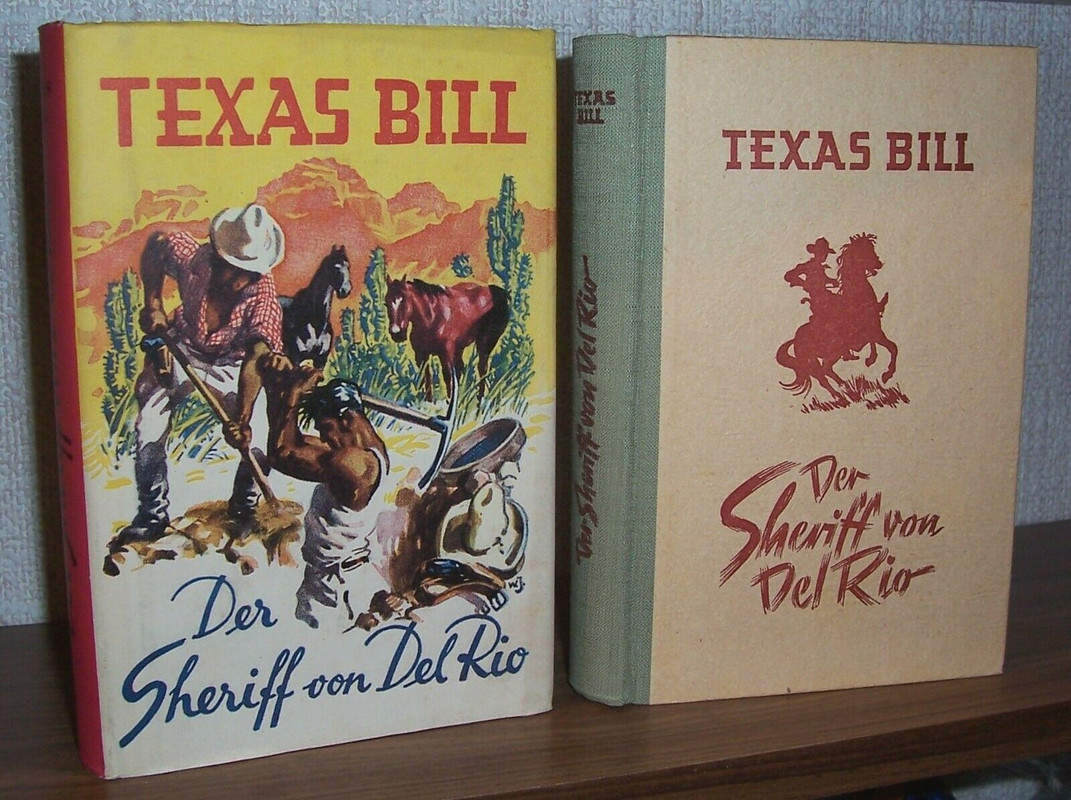 TEXAS BILL
W.J.
Der
Sheriff von Del Rio
TEXAS
BILL
Der Sheriff von Del Rio
TEXAS BILL
Der
Sheriff von
Del Rio